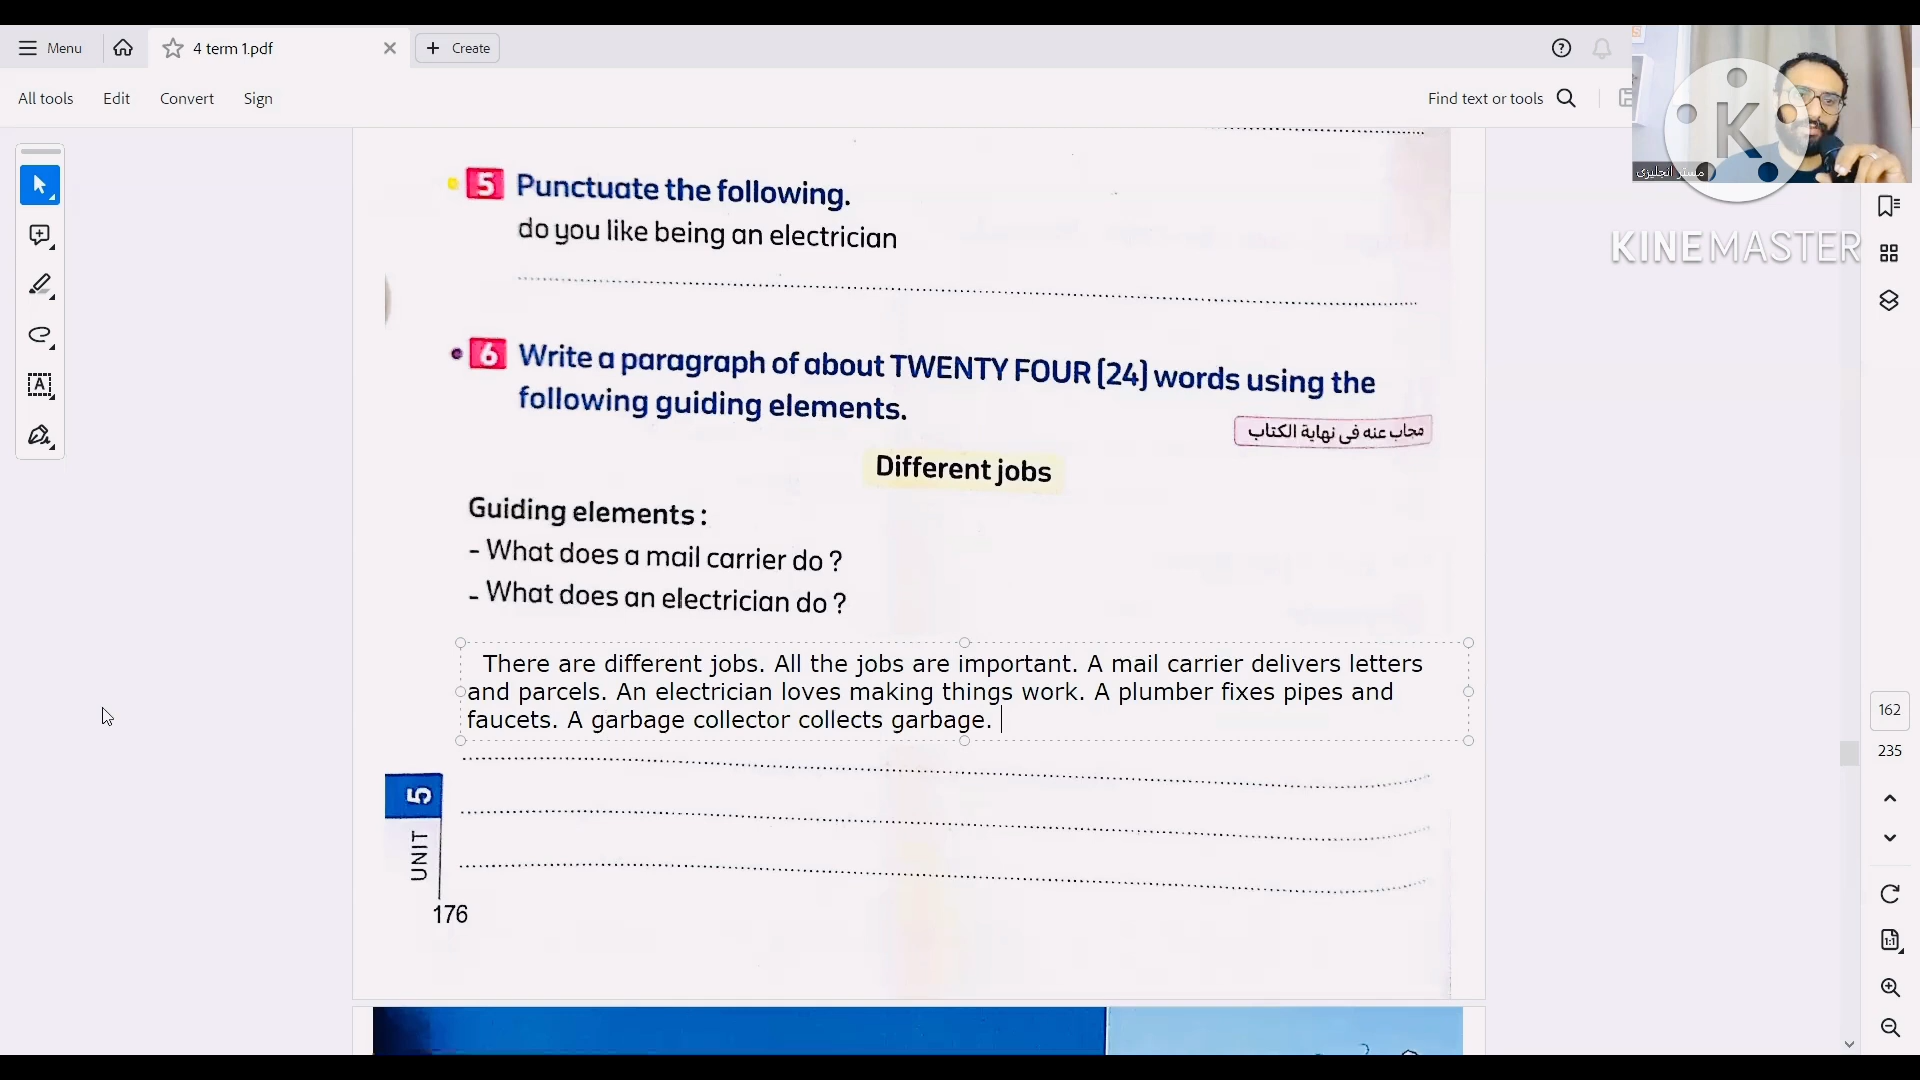 Menu
4 term 1.pdf
Create
All tools
Edit
Convert
Sign
Find text or tools
K
مستر انجليزى
KINEMASTER
5 Punctuate the following.
do you like being an electrician
6 Write a paragraph of about TWENTY FOUR (24) words using the
following guiding elements.
مجاب عنه فى نهاية الكتاب
Different jobs
Guiding elements :
- What does a mail carrier do ?
- What does an electrician do ?
There are different jobs. All the jobs are important. A mail carrier delivers letters
and parcels. An electrician loves making things work. A plumber fixes pipes and
faucets. A garbage collector collects garbage.
UNIT 5
176
162
235